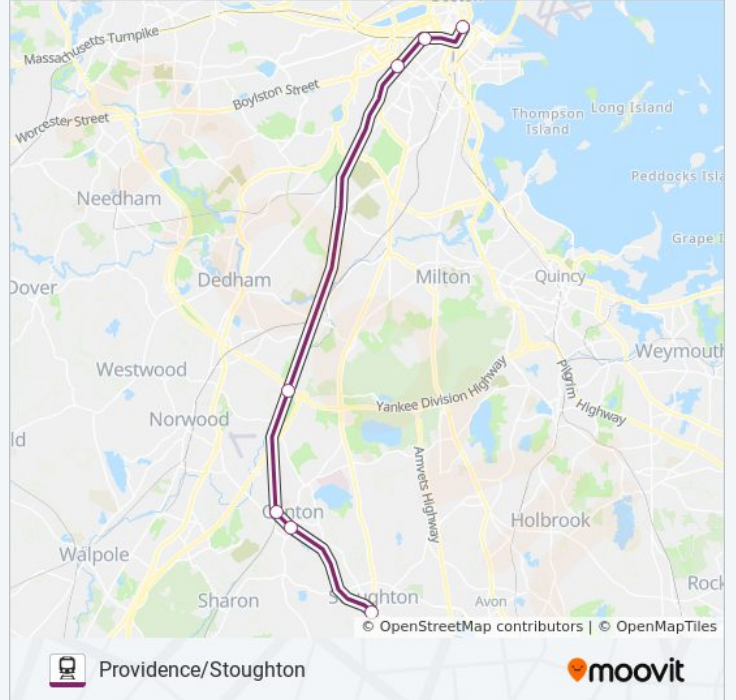 Massachusetts Turnpike
Boylston Street
Worcester Street
Thompson
Island
Long Island
Peddocks Isla
Needham
Grape I
Dedham
Milton
Quincy
Dover
Weymouth
Westwood
Yankee Division Highway
Pilgrim Highway
Norwood
ld
Amvets Highway
Canton
Holbrook
Walpole
Rock
Sharon
Stoughton
Avon
© OpenStreetMap contributors | © OpenMapTiles
Providence/Stoughton
moovit